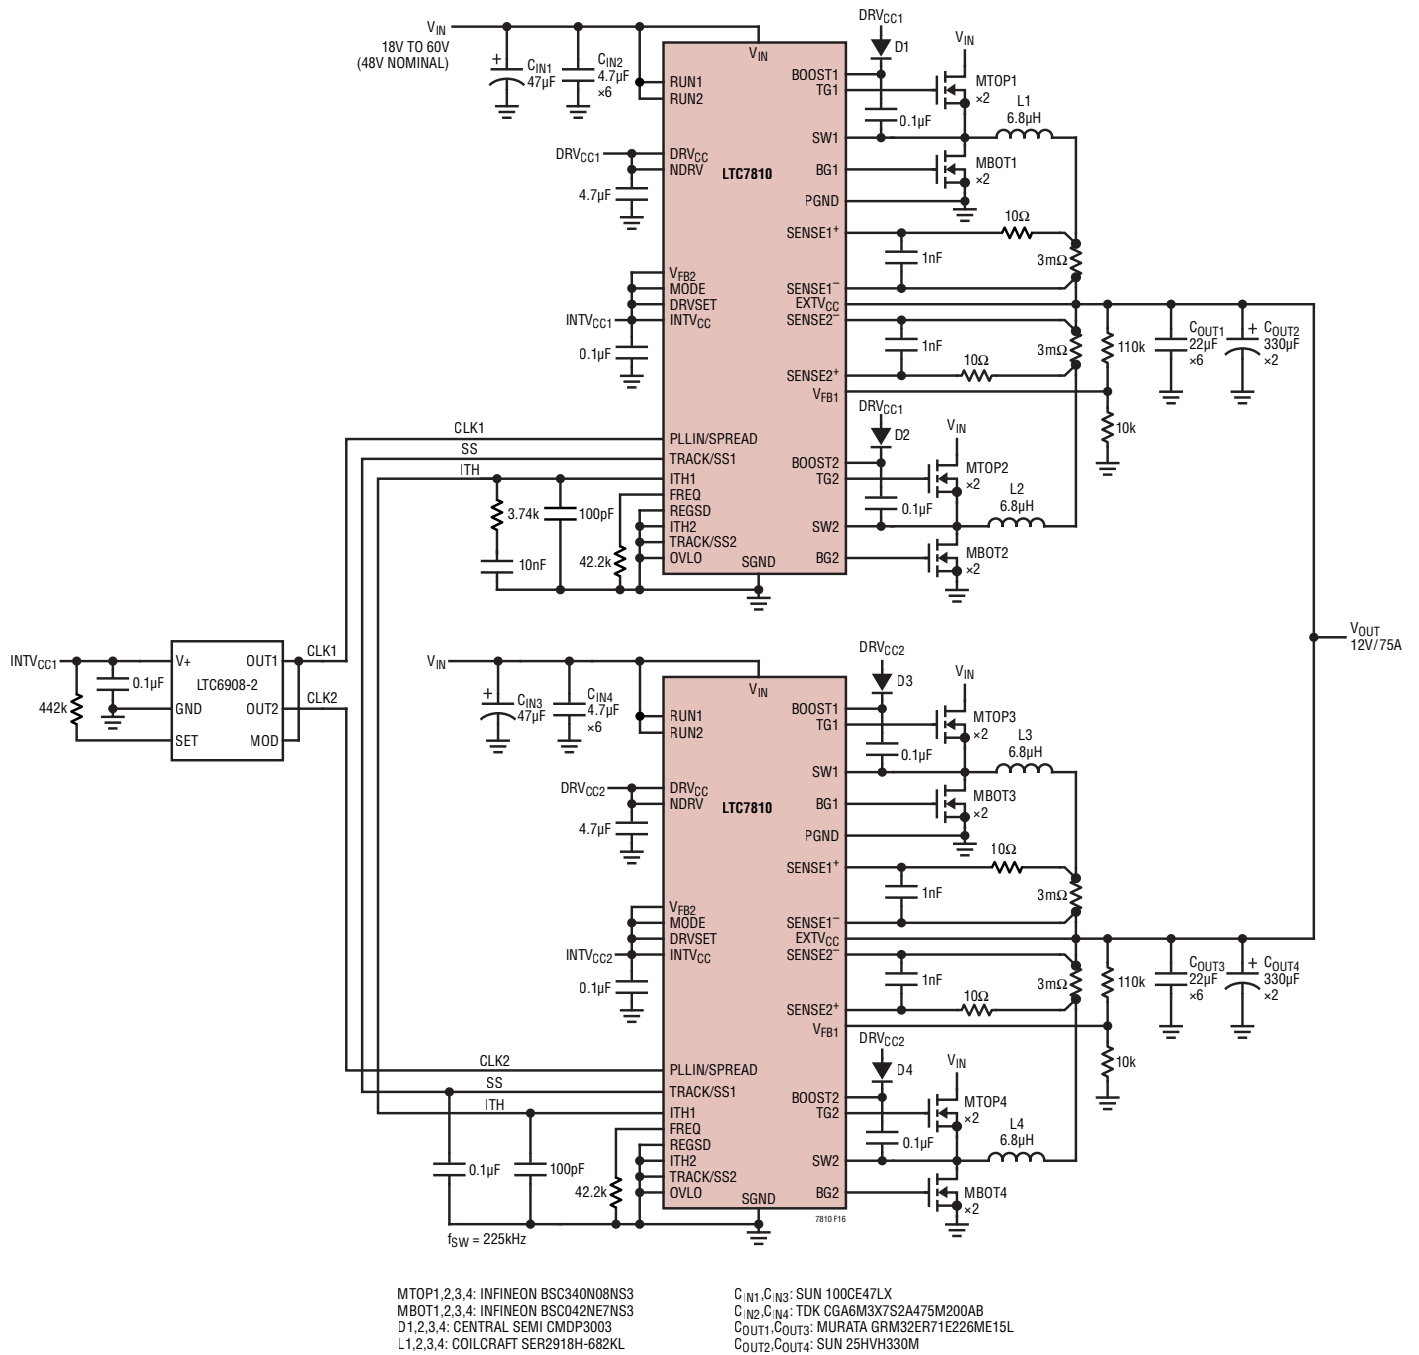 VIN
18V TO 60V
(48V NOMINAL)
+
CIN1
47µF
CIN2
4.7µF
×6
VIN
RUN1
RUN2
DRVCC1
DRVCC
NDRV
4.7µF
LTC7810
VFB2
MODE
DRVSET
INTVCC1
INTVCC
0.1µF
CLK1
PLLIN/SPREAD
SS
TRACK/SS1
ITH
ITH1
FREQ
REGSD
ITH2
TRACK/SS2
OVLO
3.74k
100pF
10nF
42.2k
SGND
DRVCC1
D1
BOOST1
TG1
0.1µF
SW1
BG1
PGND
VIN
MTOP1
×2
L1
6.8µH
MBOT1
×2
SENSE1+
10Ω
1nF
3mΩ
SENSE1−
EXTVCC
SENSE2−
1nF
3mΩ
10Ω
SENSE2+
VFB1
110k
10k
COUT1
22µF
×6
+
COUT2
330µF
×2
DRVCC1
D2
BOOST2
TG2
0.1µF
SW2
BG2
VIN
MTOP2
×2
L2
6.8µH
MBOT2
×2
VOUT
12V/75A
INTVCC1
442k
0.1µF
V+
GND
SET
LTC6908-2
OUT1
OUT2
MOD
CLK1
CLK2
VIN
+
CIN3
47µF
CIN4
4.7µF
×6
VIN
RUN1
RUN2
DRVCC2
DRVCC
NDRV
4.7µF
LTC7810
VFB2
MODE
DRVSET
INTVCC2
INTVCC
0.1µF
CLK2
PLLIN/SPREAD
SS
TRACK/SS1
ITH
ITH1
FREQ
REGSD
ITH2
TRACK/SS2
OVLO
0.1µF
100pF
42.2k
SGND
fSW = 225kHz
DRVCC2
D3
BOOST1
TG1
0.1µF
SW1
BG1
PGND
VIN
MTOP3
×2
L3
6.8µH
MBOT3
×2
SENSE1+
10Ω
1nF
3mΩ
SENSE1−
EXTVCC
SENSE2−
1nF
3mΩ
10Ω
SENSE2+
VFB1
110k
10k
COUT3
22µF
×6
+
COUT4
330µF
×2
DRVCC2
D4
BOOST2
TG2
0.1µF
SW2
BG2
VIN
MTOP4
×2
L4
6.8µH
MBOT4
×2
7810 F16
MTOP1,2,3,4: INFINEON BSC340N08NS3
MBOT1,2,3,4: INFINEON BSC042NE7NS3
D1,2,3,4: CENTRAL SEMI CMDP3003
L1,2,3,4: COILCRAFT SER2918H-682KL
CIN1,CIN3: SUN 100CE47LX
CIN2,CIN4: TDK CGA6M3X7S2A475M200AB
COUT1,COUT3: MURATA GRM32ER71E226ME15L
COUT2,COUT4: SUN 25HVH330M